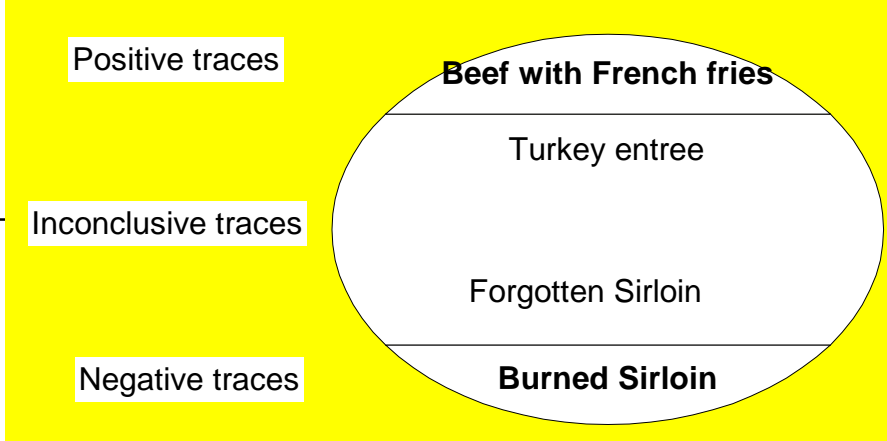 Positive traces
Beef with French fries
Turkey entree
Inconclusive traces
Forgotten Sirloin
Negative traces
Burned Sirloin